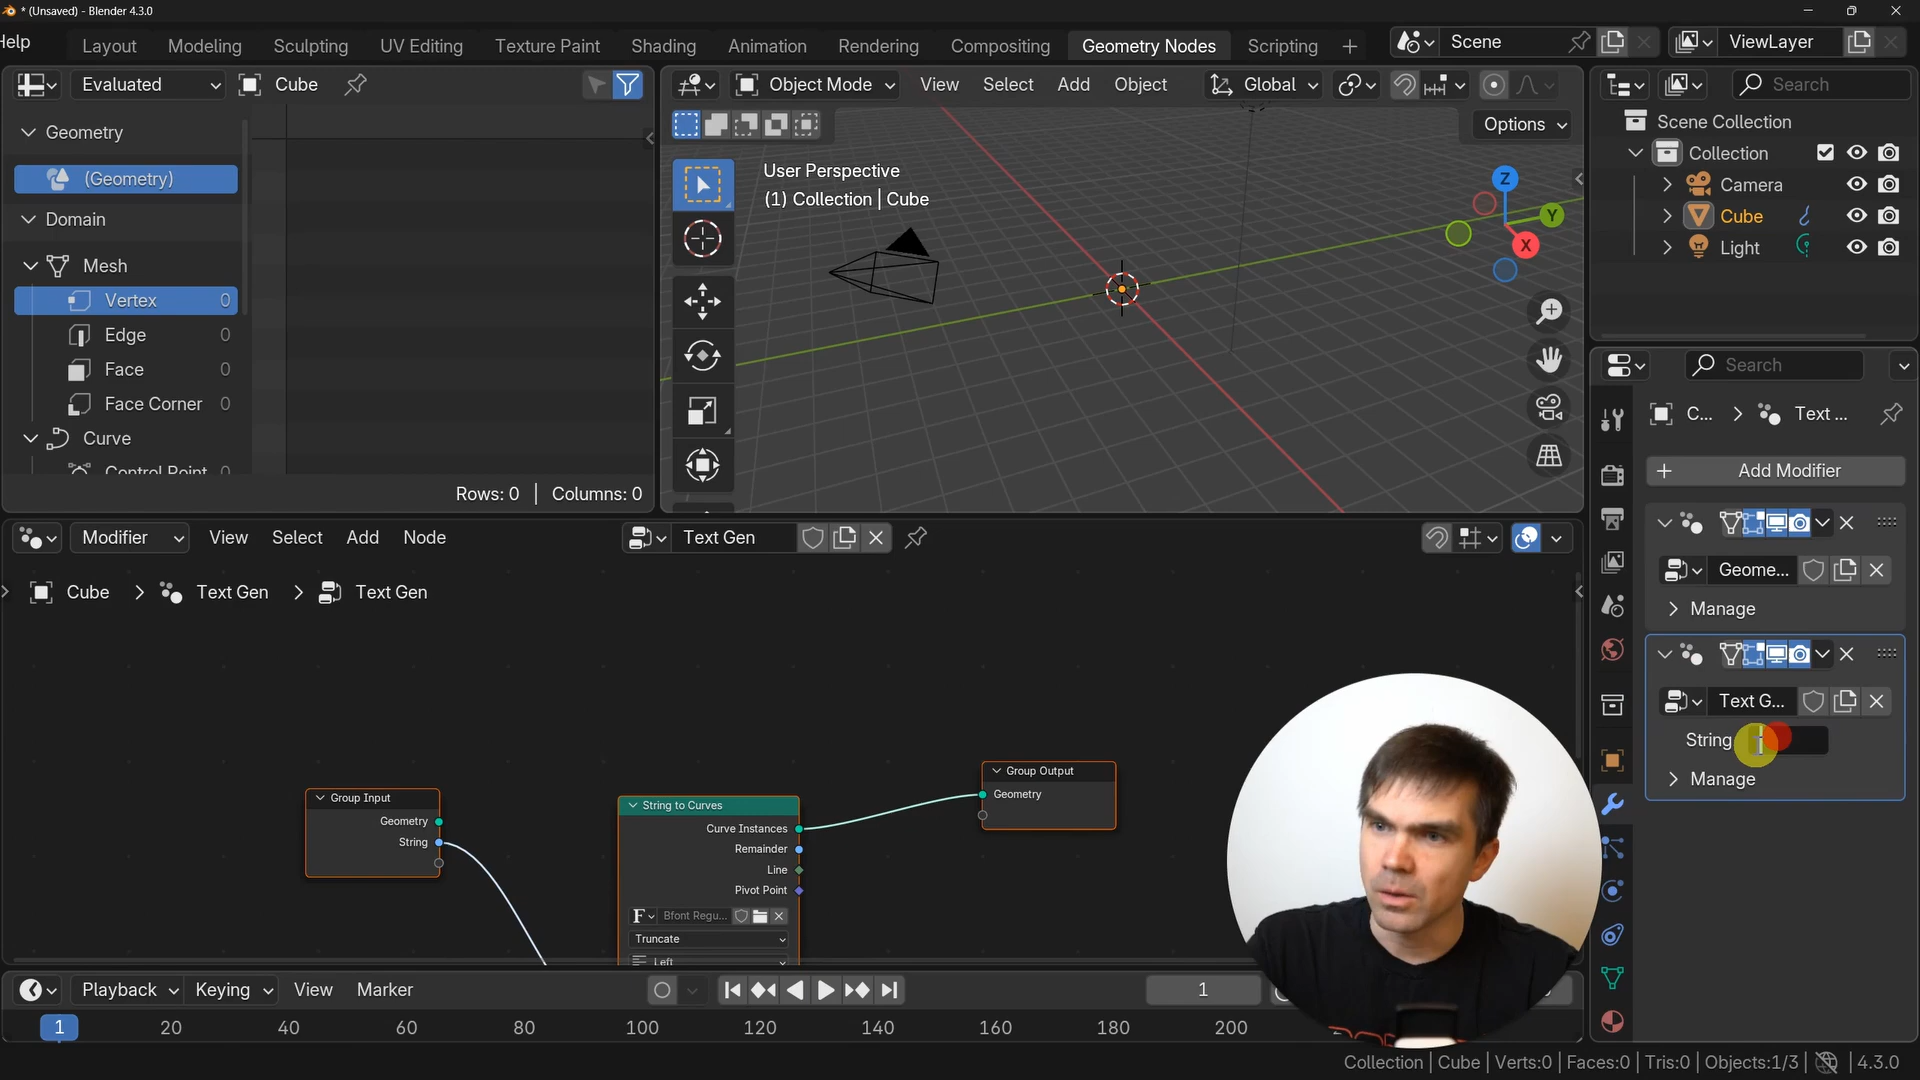 * (Unsaved) - Blender 4.3.0
Help Layout Modeling Sculpting UV Editing Texture Paint Shading Animation Rendering Compositing Geometry Nodes Scripting + Scene ViewLayer
Evaluated Cube
Object Mode View Select Add Object Global
Search
Geometry
(Geometry)
Domain
Mesh
Vertex 0
Edge 0
Face 0
Face Corner 0
Curve
Control Point 0
Rows: 0 | Columns: 0
Options
User Perspective
(1) Collection | Cube
Z
Y
X
Scene Collection
Collection
Camera
Cube
Light
Search
C... > Text ...
+ Add Modifier
Geome...
Manage
Text G...
String
Manage
Modifier View Select Add Node Text Gen
Cube > Text Gen > Text Gen
Group Input
Geometry
String
String to Curves
Curve Instances
Remainder
Line
Pivot Point
F Bfont Regu...
Truncate
Left
Group Output
Geometry
Playback Keying View Marker 1
1 20 40 60 80 100 120 140 160 180 200
Collection | Cube | Verts:0 | Faces:0 | Tris:0 | Objects:1/3 | 4.3.0